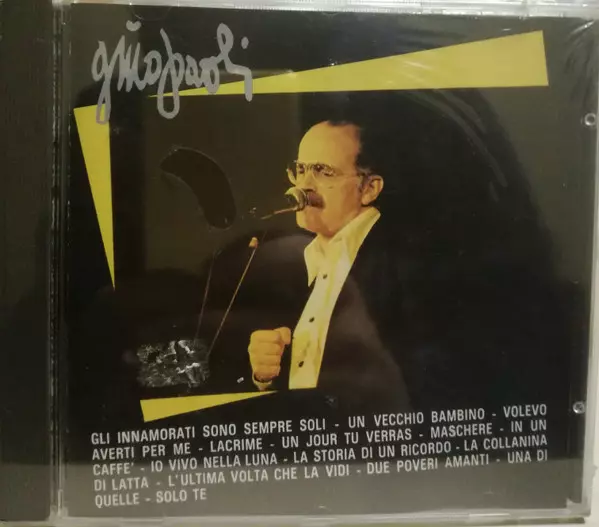 gino paoli
GLI INNAMORATI SONO SEMPRE SOLI - UN VECCHIO BAMBINO - VOLEVO
AVERTI PER ME - LACRIME - UN JOUR TU VERRAS - MASCHERE - IN UN
CAFFE' - IO VIVO NELLA LUNA - LA STORIA DI UN RICORDO - LA COLLANINA
DI LATTA - L'ULTIMA VOLTA CHE LA VIDI - DUE POVERI AMANTI - UNA DI
QUELLE - SOLO TE